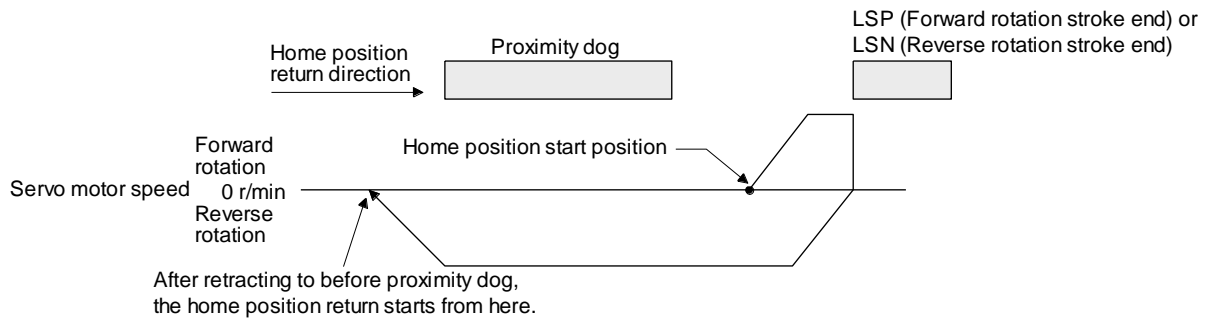 LSP (Forward rotation stroke end) or
LSN (Reverse rotation stroke end)
Proximity dog
Home position
return direction
Home position start position
Forward
rotation
Servo motor speed 0 r/min
Reverse
rotation
After retracting to before proximity dog,
the home position return starts from here.